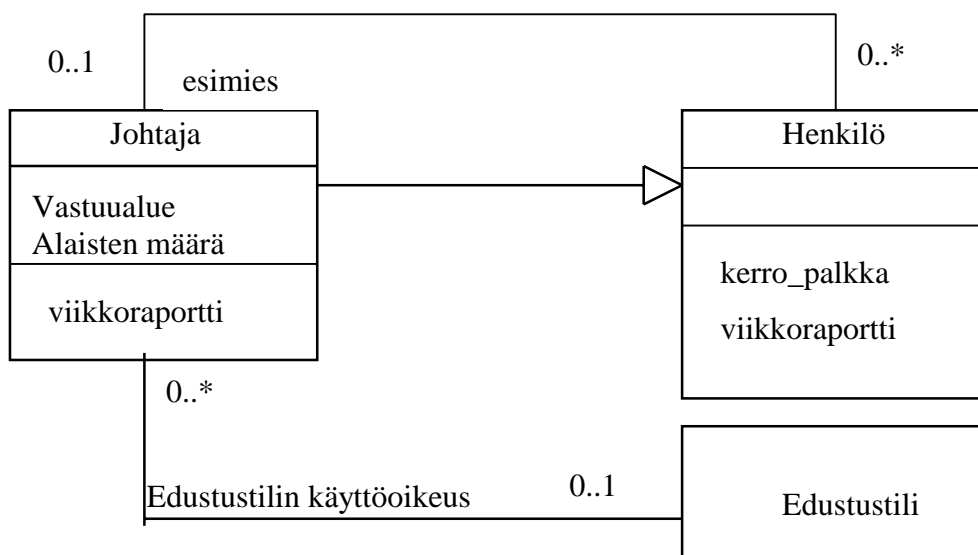 0..1
0..*
esimies
Johtaja
Henkilö
Vastuualue
Alaisten määrä
kerro_palkka
viikkoraportti
viikkoraportti
0..*
Edustustilin käyttöoikeus
0..1
Edustustili